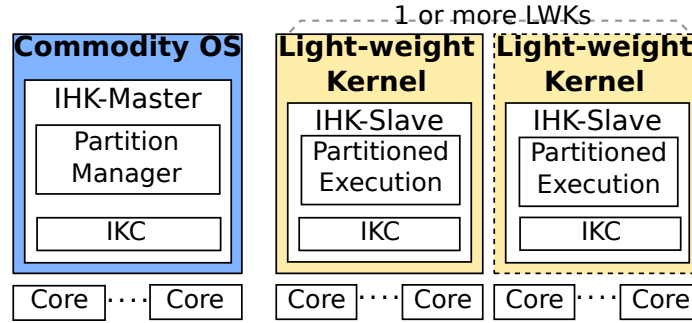 1 or more LWKs
Commodity OS
IHK-Master
Partition
Manager
IKC
Core ···· Core
Light-weight
Kernel
IHK-Slave
Partitioned
Execution
IKC
Core ···· Core
Light-weight
Kernel
IHK-Slave
Partitioned
Execution
IKC
Core ···· Core